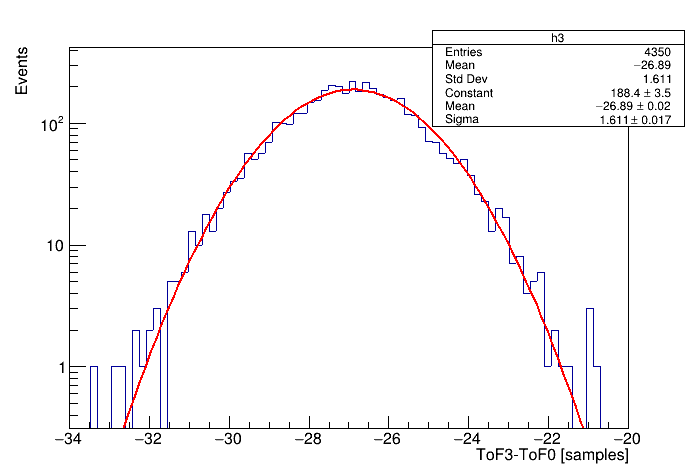 h3
Entries 4350
Mean −26.89
Std Dev 1.611
Constant 188.4 ± 3.5
Mean −26.89 ± 0.02
Sigma 1.611 ± 0.017
Events
10²
10
1
−34 −32 −30 −28 −26 −24 −22 −20
ToF3-ToF0 [samples]